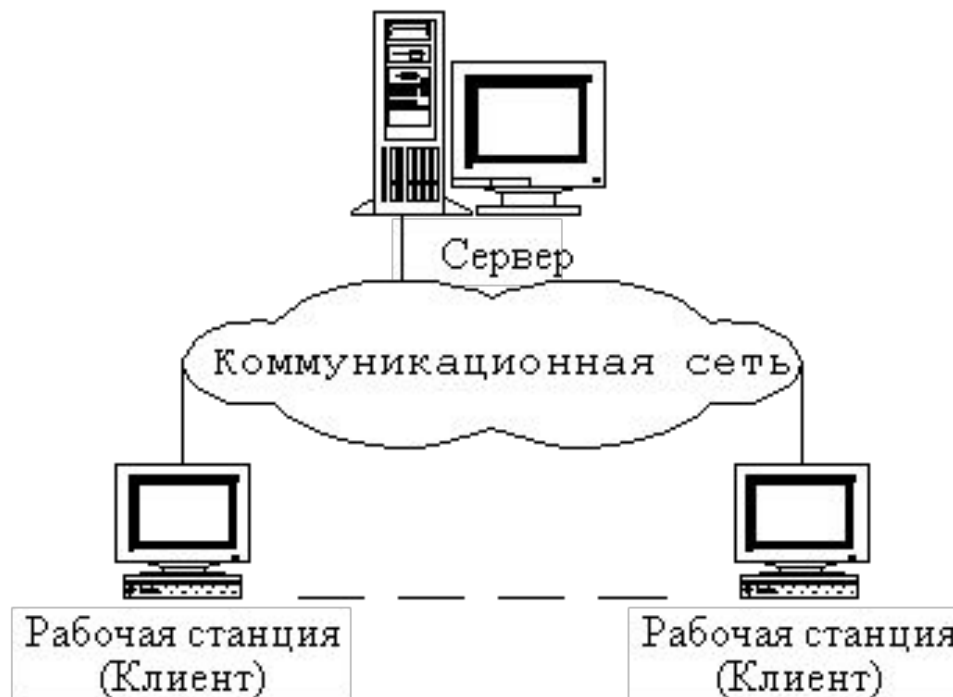 Сервер
Коммуникационная сеть
Рабочая станция
(Клиент)
Рабочая станция
(Клиент)